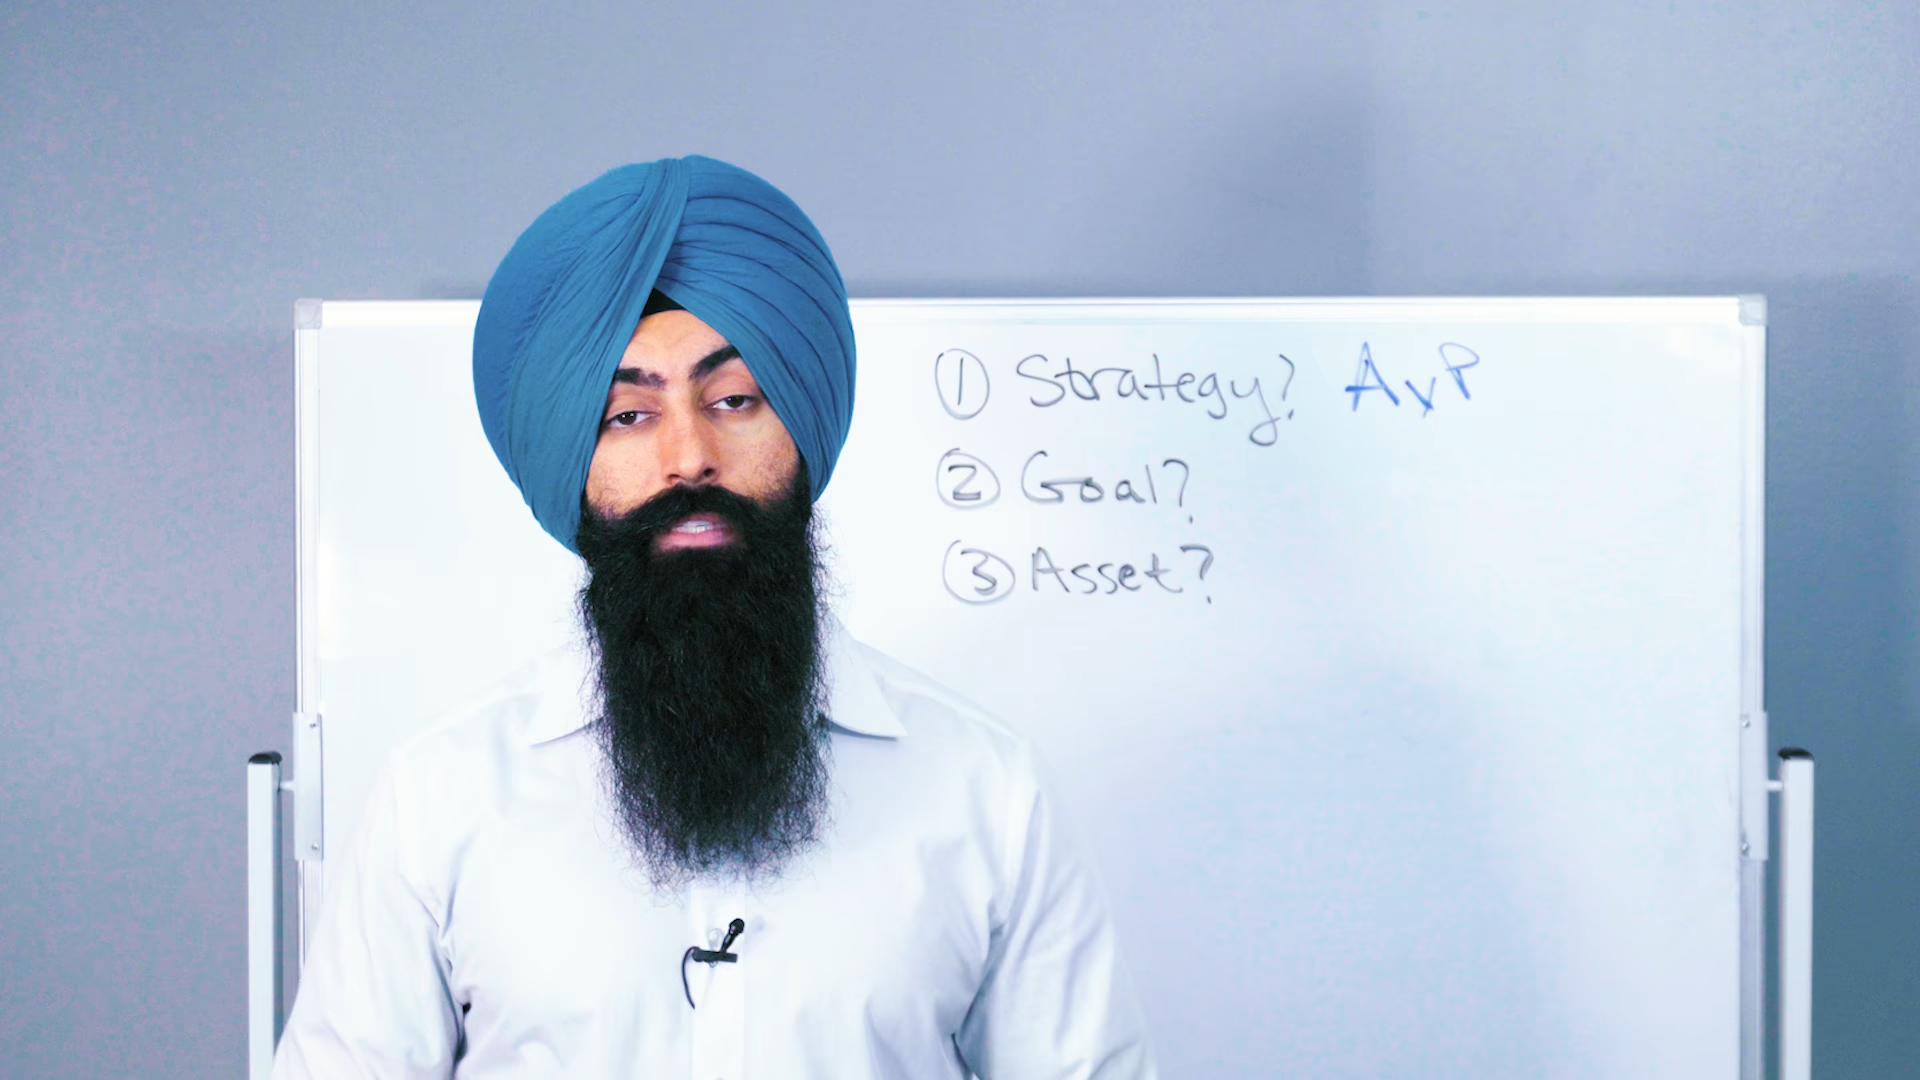 ① Strategy? AvP
② Goal?
③ Asset?